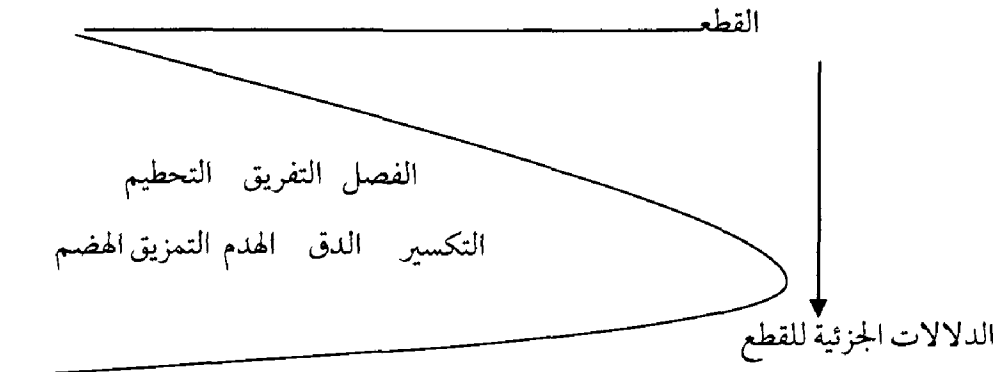 القطع
الفصل التفريق التحطيم
التكسير الدق الهدم التمزيق الهضم
الدلالات الجزئية للقطع